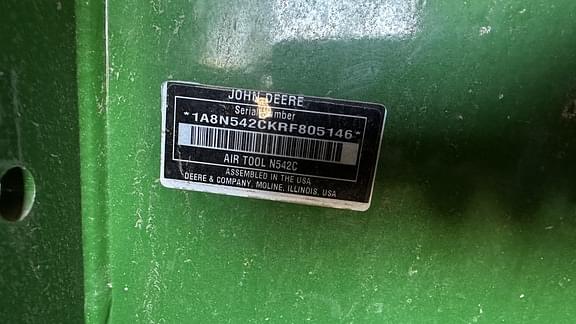 JOHN DEERE
Serial Number
*1A8N542CKRF805146*
AIR TOOL N542C
ASSEMBLED IN THE USA
DEERE & COMPANY, MOLINE, ILLINOIS, USA